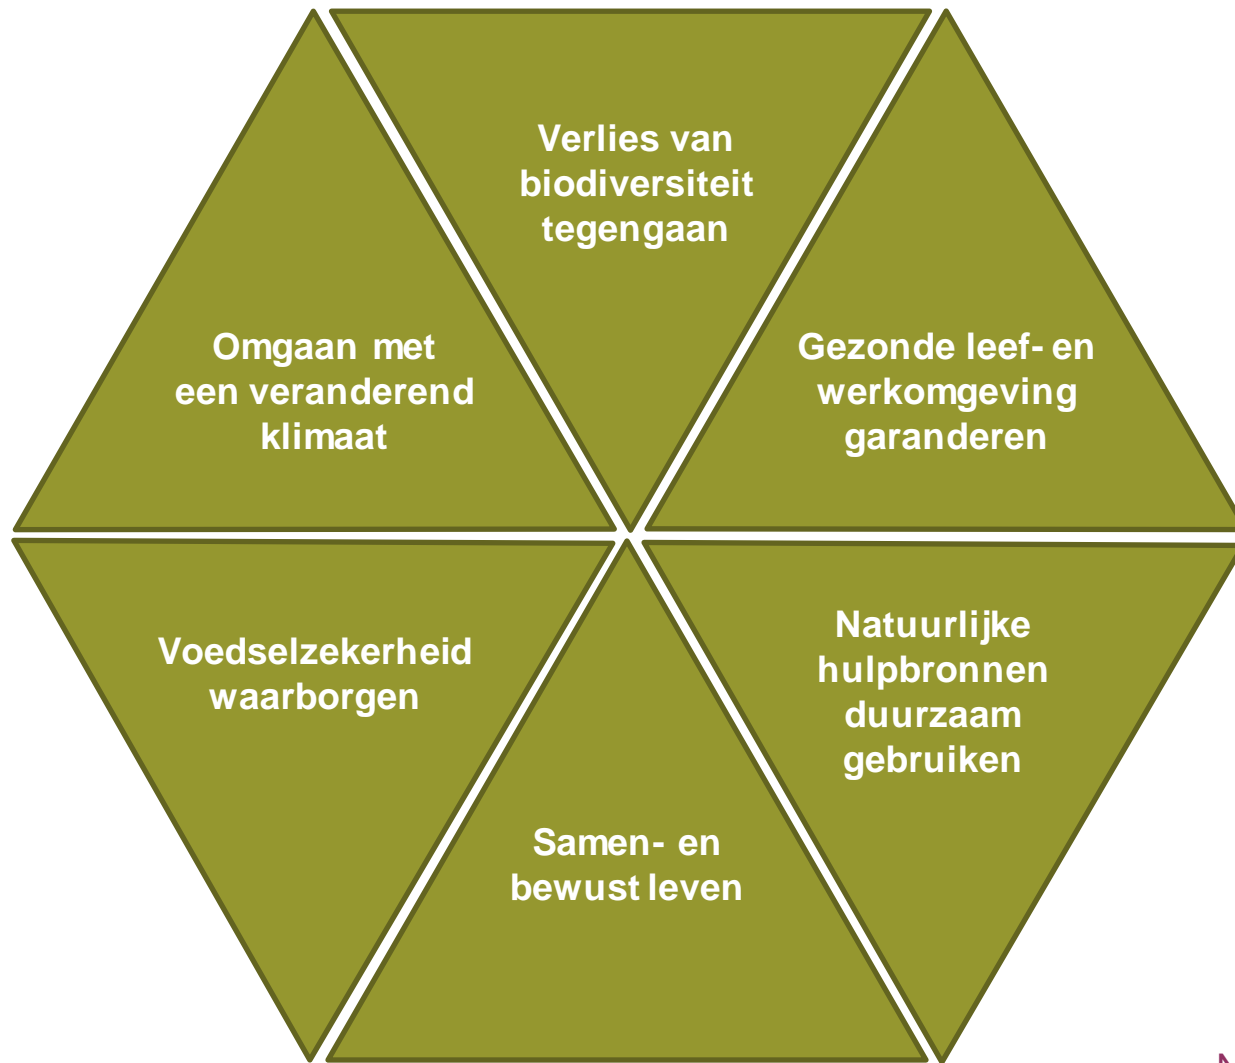 Verlies van
biodiversiteit
tegengaan
Omgaan met
een veranderend
klimaat
Gezonde leef- en
werkomgeving
garanderen
Voedselzekerheid
waarborgen
Natuurlijke
hulpbronnen
duurzaam
gebruiken
Samen- en
bewust leven